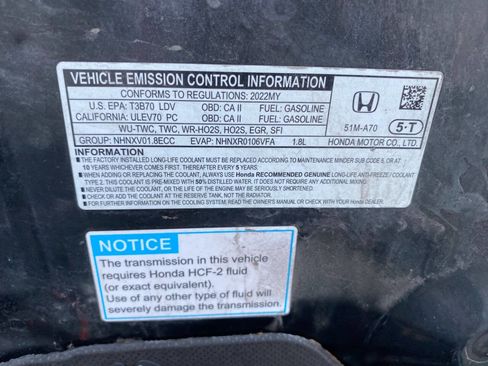 VEHICLE EMISSION CONTROL INFORMATION
CONFORMS TO REGULATIONS: 2022MY
U.S. EPA: T3B70 LDV OBD: CA II FUEL: GASOLINE
CALIFORNIA: ULEV70 PC OBD: CA II FUEL: GASOLINE
WU-TWC, TWC, WR-HO2S, HO2S, EGR, SFI
51M-A70 5-T
GROUP: NHNXV01.8ECC EVAP: NHNXR0106VFA 1.8L HONDA MOTOR CO., LTD.
INFORMATION
■ THE FACTORY INSTALLED LONG-LIFE COOLANT MUST BE REPLACED ACCORDING TO MAINTENANCE MINDER SUB CODE 5, OR AT
10 YEARS WHICHEVER COMES FIRST. THEREAFTER EVERY 5 YEARS.
■ WHEN ADDING OR REPLACING THE COOLANT, ALWAYS USE Honda RECOMMENDED GENUINE LONG-LIFE ANTI-FREEZE / COOLANT
TYPE 2. THIS COOLANT IS PRE-MIXED WITH 50% DISTILLED WATER. IT DOES NOT REQUIRE ANY ADDITIONAL MIXING.
■ NEVER DILUTE THE COOLANT, OR THE LIFE OF THE ENGINE MAY BE SERIOUSLY REDUCED.
■ ALWAYS ADD COOLANT TO THE RESERVE TANK, NOT THE RADIATOR.
■ FOR FURTHER INFORMATION ON THE COOLING SYSTEM, READ THE OWNER'S MANUAL OR CHECK WITH YOUR HONDA DEALER.
NOTICE
The transmission in this vehicle
requires Honda HCF-2 fluid
(or exact equivalent).
Use of any other type of fluid will
severely damage the transmission.